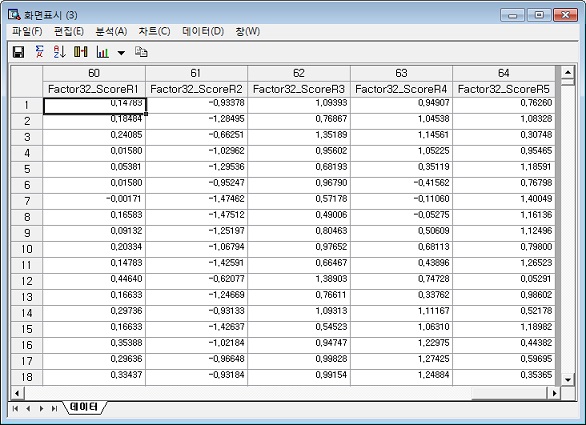 화면표시 (3)
파일(F) 편집(E) 분석(A) 차트(C) 데이터(D) 창(W)
60 61 62 63 64
Factor32_ScoreR1 Factor32_ScoreR2 Factor32_ScoreR3 Factor32_ScoreR4 Factor32_ScoreR5
1 0,14783 -0,93378 1,09393 0,94907 0,76260
2 0,18484 -1,28495 0,76867 1,04538 1,08328
3 0,24085 -0,66251 1,35189 1,14561 0,30748
4 0,01580 -1,02962 0,95602 1,05225 0,95465
5 0,05381 -1,29536 0,68193 0,35119 1,18591
6 0,01580 -0,95247 0,96790 -0,41562 0,76798
7 -0,00171 -1,47462 0,57178 -0,11060 1,40049
8 0,16583 -1,47512 0,49006 -0,05275 1,16136
9 0,09132 -1,25197 0,80463 0,50609 1,12496
10 0,20334 -1,06794 0,97652 0,68113 0,79800
11 0,14783 -1,42591 0,66467 0,43896 1,26523
12 0,44640 -0,62077 1,38903 0,74728 0,05291
13 0,16633 -1,24669 0,76611 0,33762 0,98602
14 0,29736 -0,93133 1,09313 1,11167 0,52178
15 0,16633 -1,42637 0,54523 1,06310 1,18982
16 0,35388 -1,02184 0,94747 1,22975 0,44382
17 0,29636 -0,96648 0,99828 1,27425 0,59695
18 0,33437 -0,93184 0,99154 1,24884 0,35365
데이터